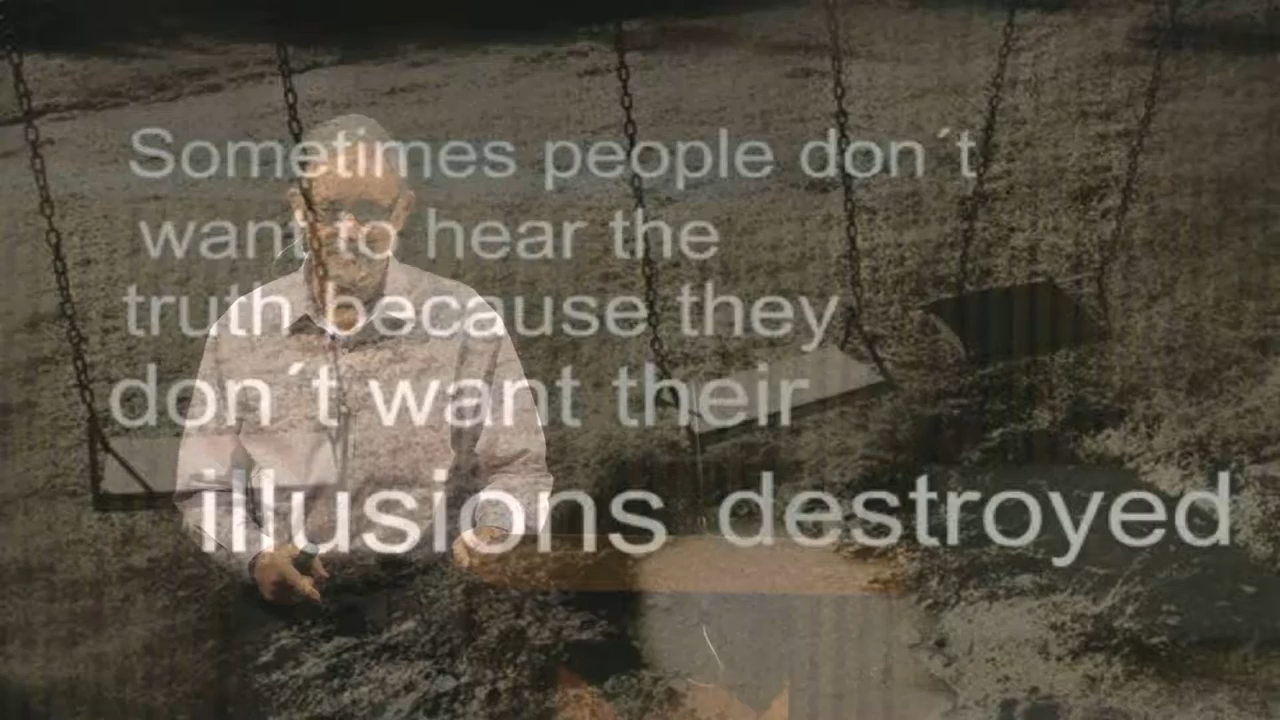 Sometimes people don´t
want to hear the
truth because they
don´t want their
illusions destroyed